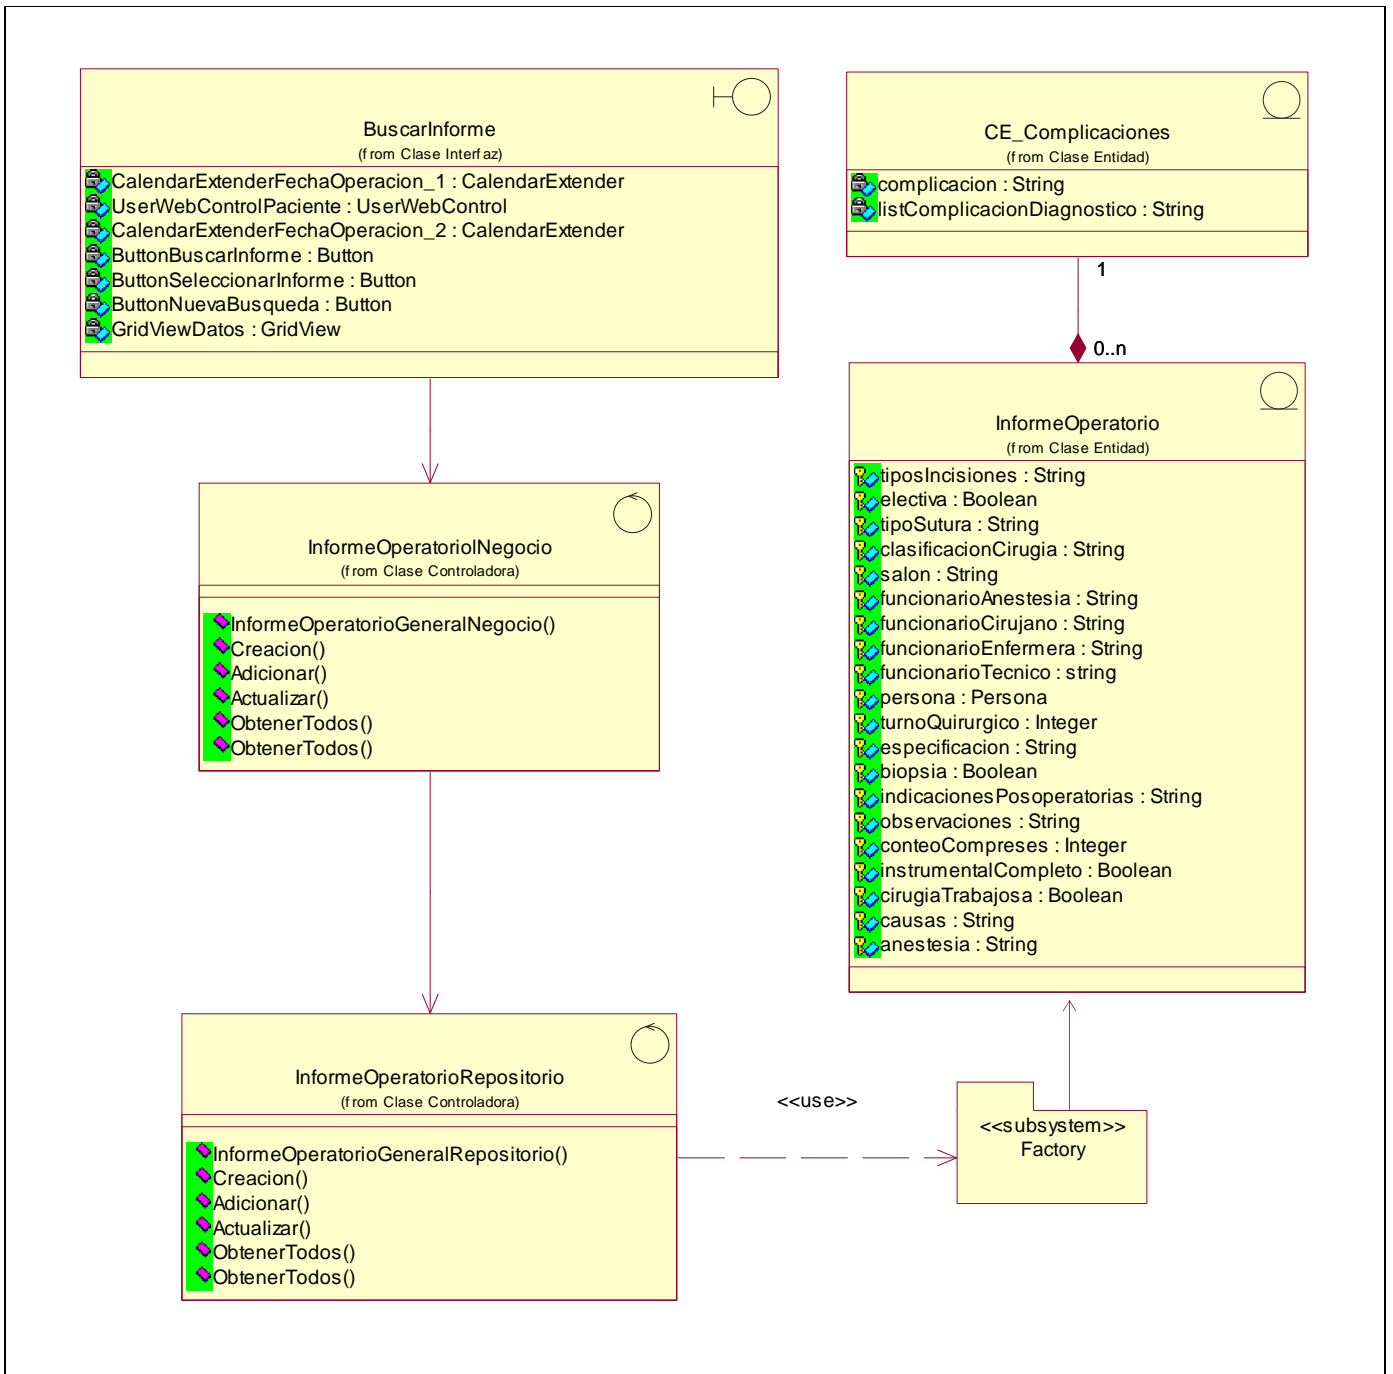 BuscarInforme
(from Clase Interfaz)
CalendarExtenderFechaOperacion_1 : CalendarExtender
UserWebControlPaciente : UserWebControl
CalendarExtenderFechaOperacion_2 : CalendarExtender
ButtonBuscarInforme : Button
ButtonSeleccionarInforme : Button
ButtonNuevaBusqueda : Button
GridViewDatos : GridView
CE_Complicaciones
(from Clase Entidad)
complicacion : String
listComplicacionDiagnostico : String
1
0..n
InformeOperatorio
(from Clase Entidad)
tiposIncisiones : String
electiva : Boolean
tipoSutura : String
clasificacionCirugia : String
salon : String
funcionarioAnestesia : String
funcionarioCirujano : String
funcionarioEnfermera : String
funcionarioTecnico : string
persona : Persona
turnoQuirurgico : Integer
especificacion : String
biopsia : Boolean
indicacionesPosoperatorias : String
observaciones : String
conteoCompreses : Integer
instrumentalCompleto : Boolean
cirugiaTrabajosa : Boolean
causas : String
anestesia : String
InformeOperatorioINegocio
(from Clase Controladora)
InformeOperatorioGeneralNegocio()
Creacion()
Adicionar()
Actualizar()
ObtenerTodos()
ObtenerTodos()
InformeOperatorioRepositorio
(from Clase Controladora)
InformeOperatorioGeneralRepositorio()
Creacion()
Adicionar()
Actualizar()
ObtenerTodos()
ObtenerTodos()
<<use>>
<<subsystem>>
Factory